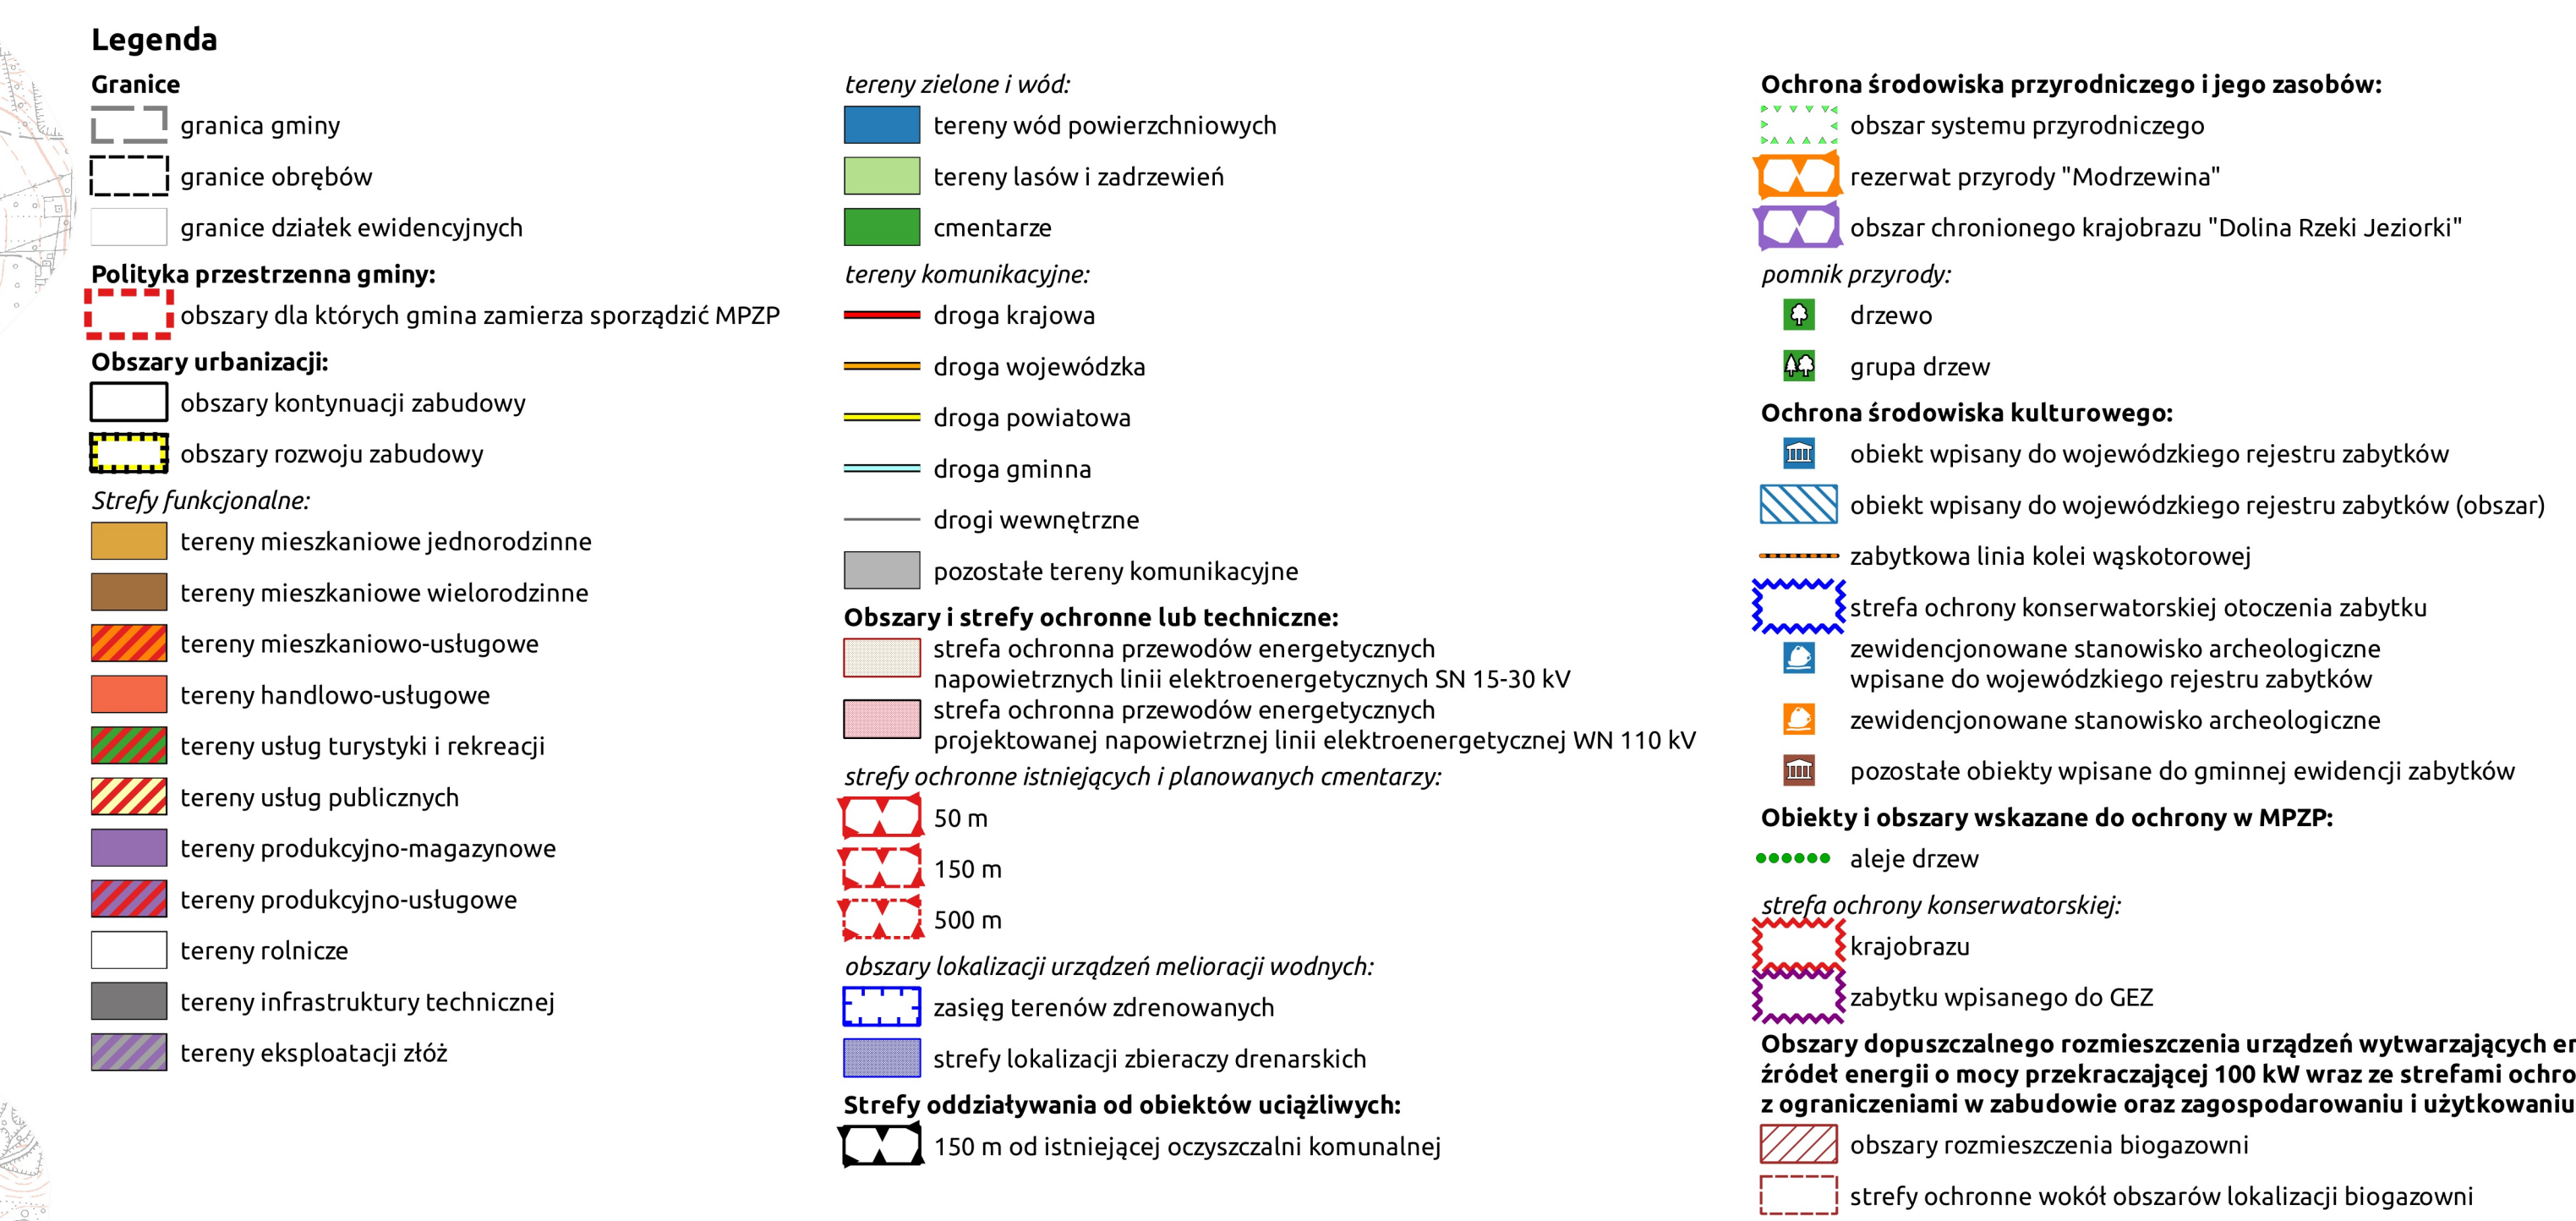 Legenda
Granice
granica gminy
granice obrębów
granice działek ewidencyjnych
Polityka przestrzenna gminy:
obszary dla których gmina zamierza sporządzić MPZP
Obszary urbanizacji:
obszary kontynuacji zabudowy
obszary rozwoju zabudowy
Strefy funkcjonalne:
tereny mieszkaniowe jednorodzinne
tereny mieszkaniowe wielorodzinne
tereny mieszkaniowo-usługowe
tereny handlowo-usługowe
tereny usług turystyki i rekreacji
tereny usług publicznych
tereny produkcyjno-magazynowe
tereny produkcyjno-usługowe
tereny rolnicze
tereny infrastruktury technicznej
tereny eksploatacji złóż
tereny zielone i wód:
tereny wód powierzchniowych
tereny lasów i zadrzewień
cmentarze
tereny komunikacyjne:
droga krajowa
droga wojewódzka
droga powiatowa
droga gminna
drogi wewnętrzne
pozostałe tereny komunikacyjne
Obszary i strefy ochronne lub techniczne:
strefa ochronna przewodów energetycznych
napowietrznych linii elektroenergetycznych SN 15-30 kV
strefa ochronna przewodów energetycznych
projektowanej napowietrznej linii elektroenergetycznej WN 110 kV
strefy ochronne istniejących i planowanych cmentarzy:
50 m
150 m
500 m
obszary lokalizacji urządzeń melioracji wodnych:
zasięg terenów zdrenowanych
strefy lokalizacji zbieraczy drenarskich
Strefy oddziaływania od obiektów uciążliwych:
150 m od istniejącej oczyszczalni komunalnej
Ochrona środowiska przyrodniczego i jego zasobów:
obszar systemu przyrodniczego
rezerwat przyrody "Modrzewina"
obszar chronionego krajobrazu "Dolina Rzeki Jeziorki"
pomnik przyrody:
drzewo
grupa drzew
Ochrona środowiska kulturowego:
obiekt wpisany do wojewódzkiego rejestru zabytków
obiekt wpisany do wojewódzkiego rejestru zabytków (obszar)
zabytkowa linia kolei wąskotorowej
strefa ochrony konserwatorskiej otoczenia zabytku
zewidencjonowane stanowisko archeologiczne
wpisane do wojewódzkiego rejestru zabytków
zewidencjonowane stanowisko archeologiczne
pozostałe obiekty wpisane do gminnej ewidencji zabytków
Obiekty i obszary wskazane do ochrony w MPZP:
aleje drzew
strefa ochrony konserwatorskiej:
krajobrazu
zabytku wpisanego do GEZ
Obszary dopuszczalnego rozmieszczenia urządzeń wytwarzających
źródeł energii o mocy przekraczającej 100 kW wraz ze strefami
z ograniczeniami w zabudowie oraz zagospodarowaniu i użytkowaniu
obszary rozmieszczenia biogazowni
strefy ochronne wokół obszarów lokalizacji biogazowni